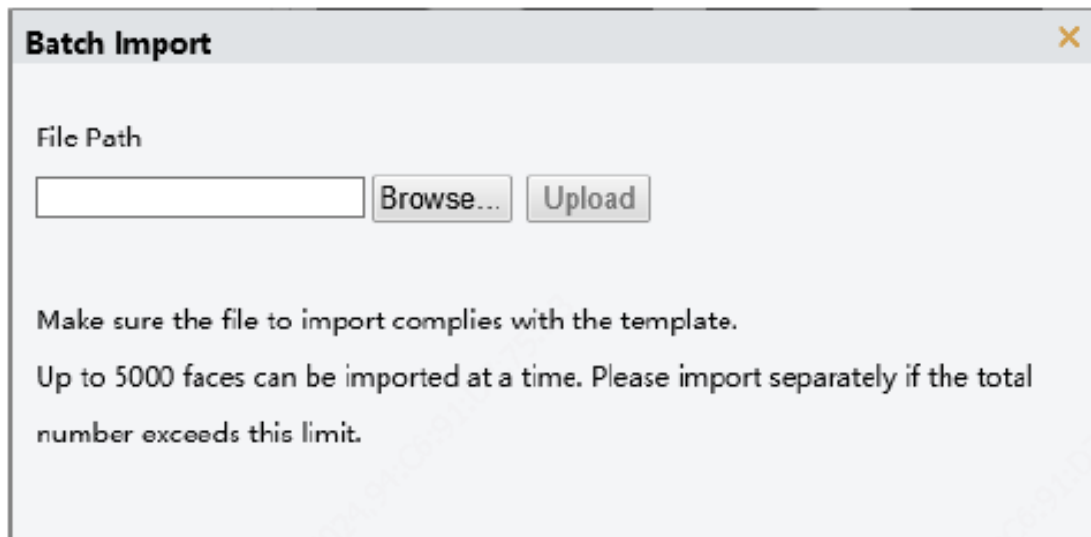 Batch Import
File Path
Browse... Upload
Make sure the file to import complies with the template.
Up to 5000 faces can be imported at a time. Please import separately if the total
number exceeds this limit.